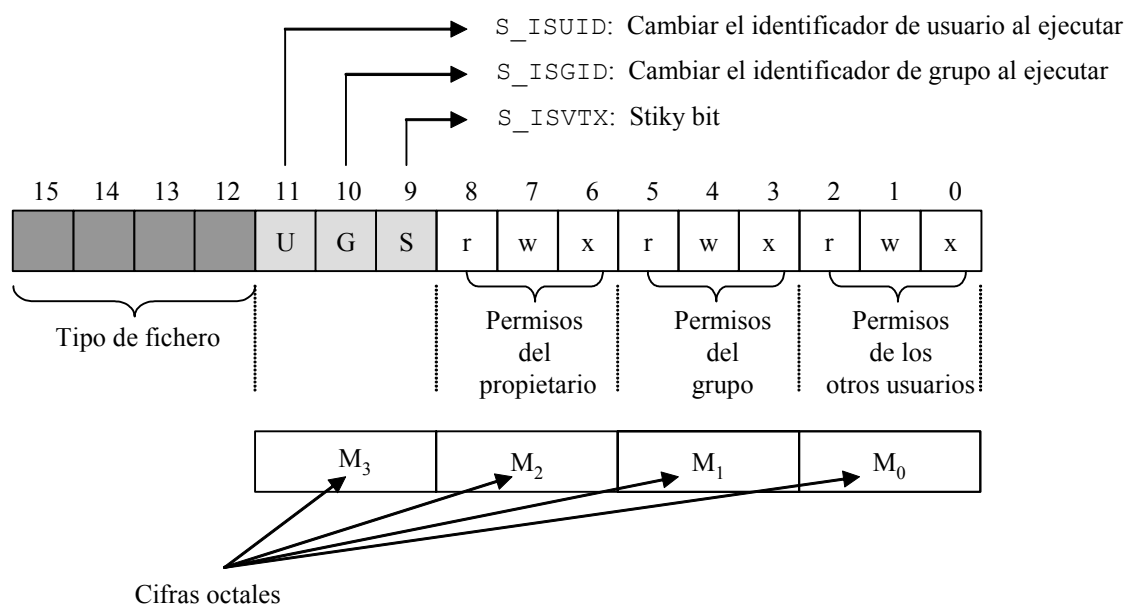 S_ISUID: Cambiar el identificador de usuario al ejecutar
S_ISGID: Cambiar el identificador de grupo al ejecutar
S_ISVTX: Stiky bit
15 14 13 12 11 10 9 8 7 6 5 4 3 2 1 0
U G S r w x r w x r w x
Tipo de fichero
Permisos
del
propietario
Permisos
del
grupo
Permisos
de los
otros usuarios
M3 M2 M1 M0
Cifras octales